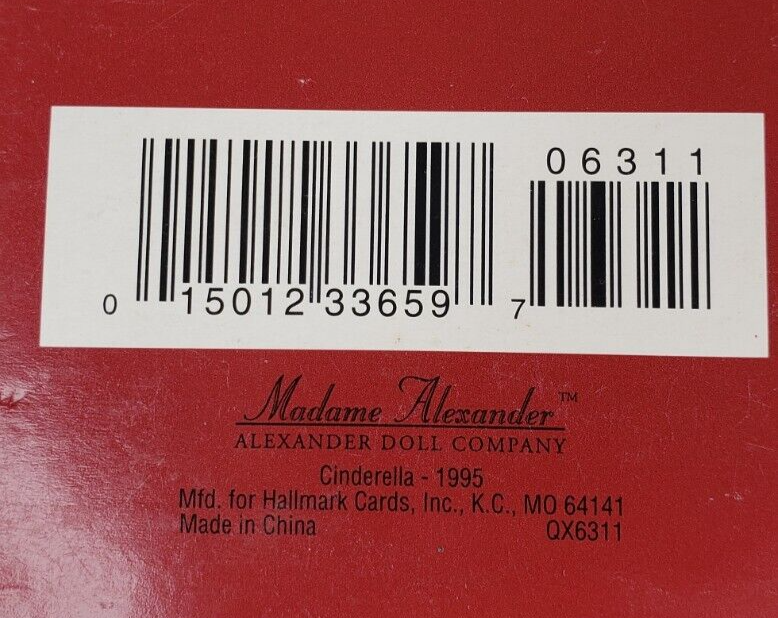 06311
0 15012 33659 7
Madame Alexander™
ALEXANDER DOLL COMPANY
Cinderella - 1995
Mfd. for Hallmark Cards, Inc., K.C., MO 64141
Made in China QX6311